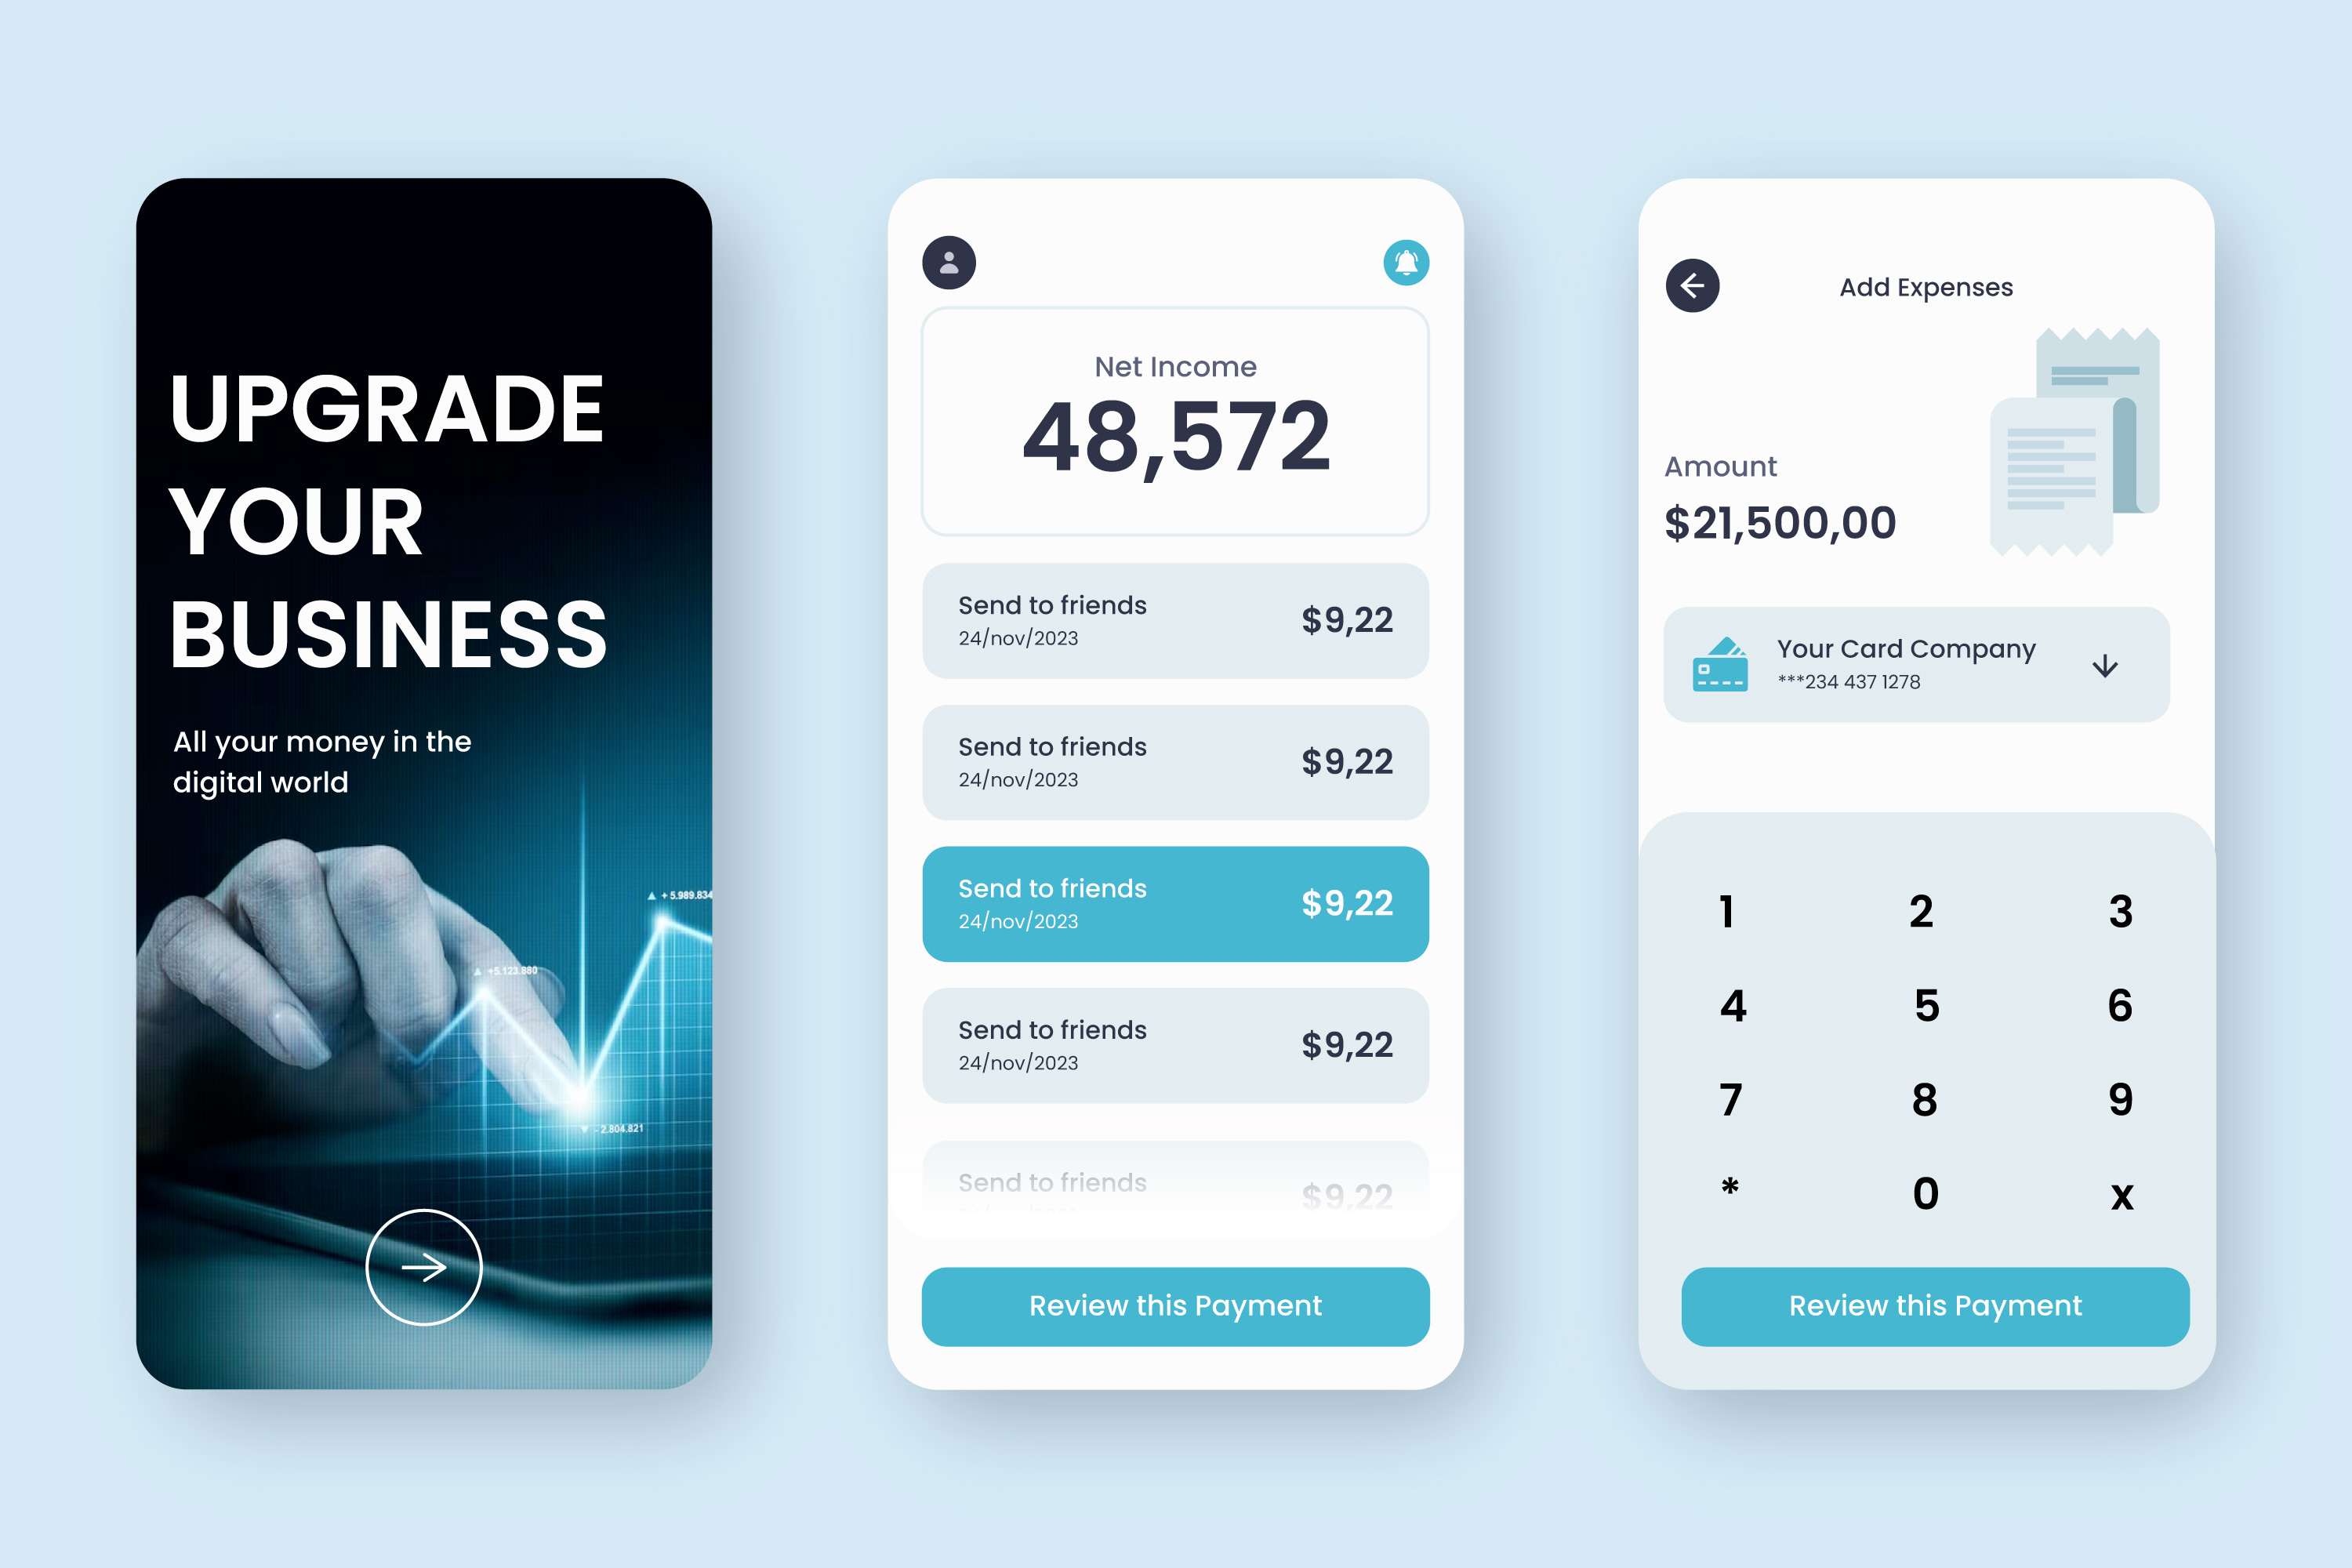 UPGRADE
YOUR
BUSINESS
All your money in the
digital world
+ 5.989.834
+5.123.880
- 2.804.821
Net Income
48,572
Send to friends
$9,22
24/nov/2023
Send to friends
$9,22
24/nov/2023
Send to friends
$9,22
24/nov/2023
Send to friends
$9,22
24/nov/2023
Send to friends
$9,22
Review this Payment
Add Expenses
Amount
$21,500,00
Your Card Company
***234 437 1278
1 2 3
4 5 6
7 8 9
* 0 x
Review this Payment